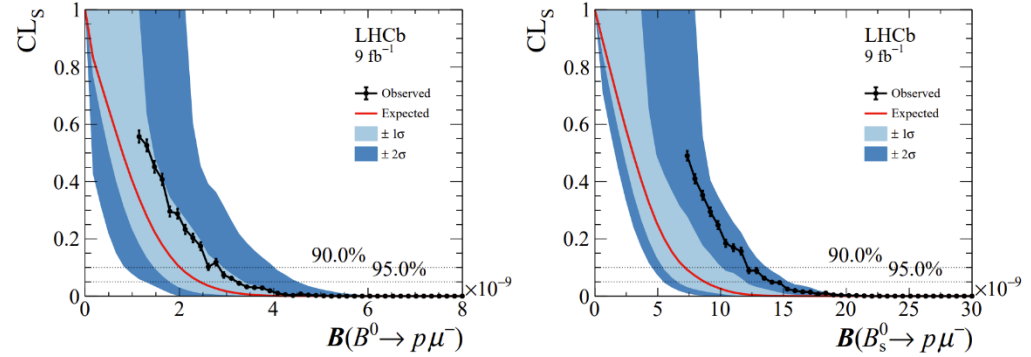 CL_S
1
0.8
0.6
0.4
0.2
0
LHCb
9 fb⁻¹
Observed
Expected
± 1σ
± 2σ
90.0%
95.0%
0 2 4 6 8
×10⁻⁹
B(B⁰→ pμ⁻)
CL_S
1
0.8
0.6
0.4
0.2
0
LHCb
9 fb⁻¹
Observed
Expected
± 1σ
± 2σ
90.0%
95.0%
0 5 10 15 20 25 30
×10⁻⁹
B(B_s⁰→ pμ⁻)